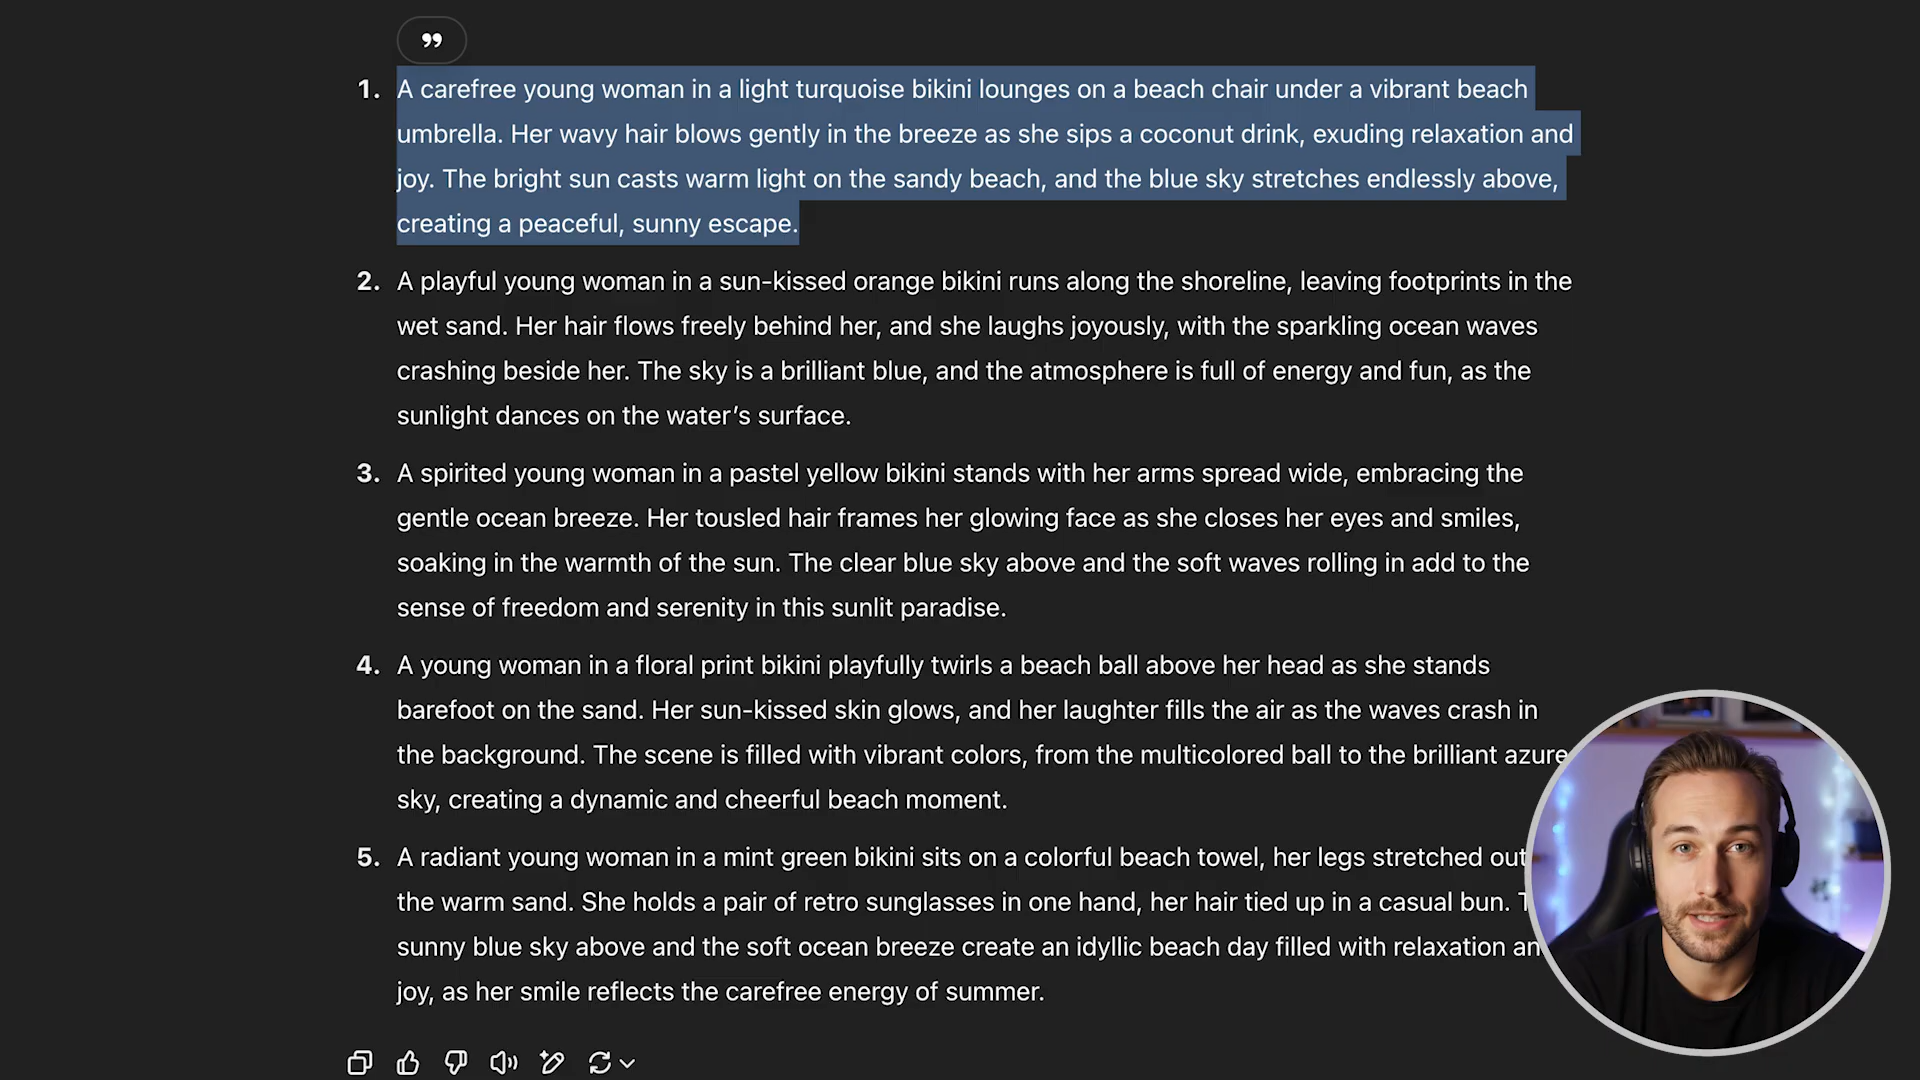 1. A carefree young woman in a light turquoise bikini lounges on a beach chair under a vibrant beach
umbrella. Her wavy hair blows gently in the breeze as she sips a coconut drink, exuding relaxation and
joy. The bright sun casts warm light on the sandy beach, and the blue sky stretches endlessly above,
creating a peaceful, sunny escape.
2. A playful young woman in a sun-kissed orange bikini runs along the shoreline, leaving footprints in the
wet sand. Her hair flows freely behind her, and she laughs joyously, with the sparkling ocean waves
crashing beside her. The sky is a brilliant blue, and the atmosphere is full of energy and fun, as the
sunlight dances on the water’s surface.
3. A spirited young woman in a pastel yellow bikini stands with her arms spread wide, embracing the
gentle ocean breeze. Her tousled hair frames her glowing face as she closes her eyes and smiles,
soaking in the warmth of the sun. The clear blue sky above and the soft waves rolling in add to the
sense of freedom and serenity in this sunlit paradise.
4. A young woman in a floral print bikini playfully twirls a beach ball above her head as she stands
barefoot on the sand. Her sun-kissed skin glows, and her laughter fills the air as the waves crash in
the background. The scene is filled with vibrant colors, from the multicolored ball to the brilliant azure
sky, creating a dynamic and cheerful beach moment.
5. A radiant young woman in a mint green bikini sits on a colorful beach towel, her legs stretched out
the warm sand. She holds a pair of retro sunglasses in one hand, her hair tied up in a casual bun.
sunny blue sky above and the soft ocean breeze create an idyllic beach day filled with relaxation
joy, as her smile reflects the carefree energy of summer.